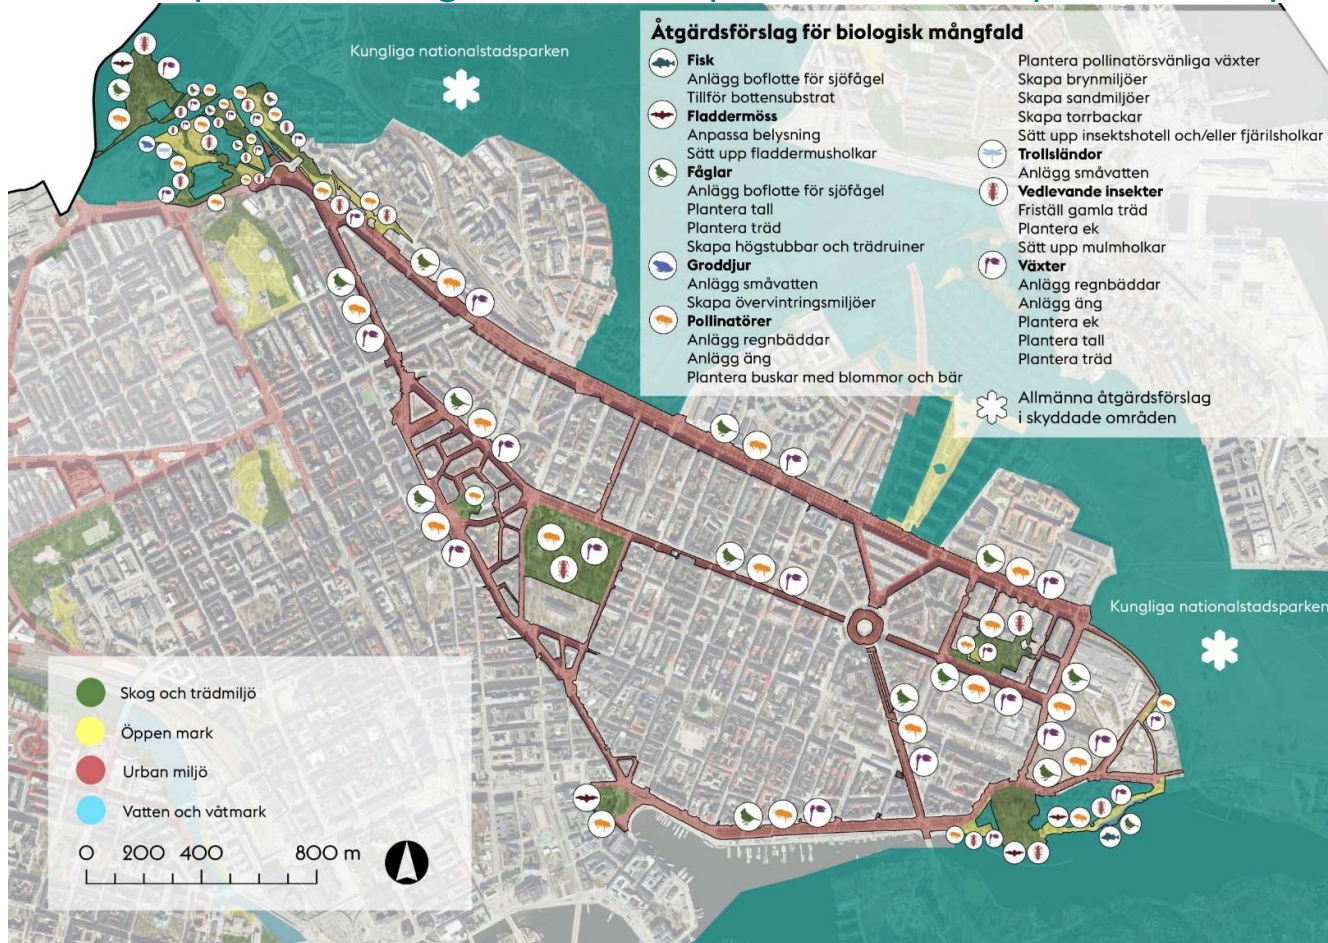 Kungliga nationalstadsparken
Åtgärdsförslag för biologisk mångfald
Fisk
Anlägg boflotte för sjöfågel
Tillför bottensubstrat
Fladdermöss
Anpassa belysning
Sätt upp fladdermusholkar
Fåglar
Anlägg boflotte för sjöfågel
Plantera tall
Plantera träd
Skapa högstubbar och trädruiner
Groddjur
Anlägg småvatten
Skapa övervintringsmiljöer
Pollinatörer
Anlägg regnbäddar
Anlägg äng
Plantera buskar med blommor och bär
Plantera pollinatörsvänliga växter
Skapa brynmiljöer
Skapa sandmiljöer
Skapa torrbackar
Sätt upp insektshotell och/eller fjärilsholkar
Trollsländor
Anlägg småvatten
Vedlevande insekter
Friställ gamla träd
Plantera ek
Sätt upp mulmholkar
Växter
Anlägg regnbäddar
Anlägg äng
Plantera ek
Plantera tall
Plantera träd
Allmänna åtgärdsförslag
i skyddade områden
Kungliga nationalstadsparken
Skog och trädmiljö
Öppen mark
Urban miljö
Vatten och våtmark
0 200 400 800 m